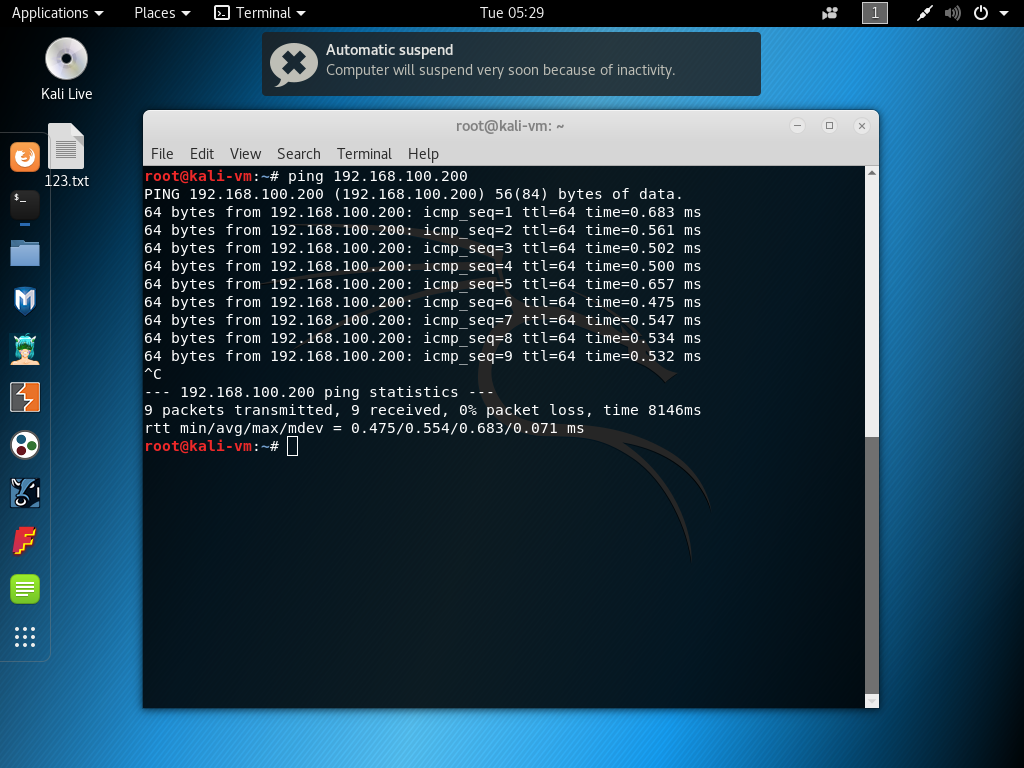 Applications Places Terminal Tue 05:29 1
Automatic suspend
Computer will suspend very soon because of inactivity.
Kali Live
123.txt
root@kali-vm: ~
File Edit View Search Terminal Help
root@kali-vm:~# ping 192.168.100.200
PING 192.168.100.200 (192.168.100.200) 56(84) bytes of data.
64 bytes from 192.168.100.200: icmp_seq=1 ttl=64 time=0.683 ms
64 bytes from 192.168.100.200: icmp_seq=2 ttl=64 time=0.561 ms
64 bytes from 192.168.100.200: icmp_seq=3 ttl=64 time=0.502 ms
64 bytes from 192.168.100.200: icmp_seq=4 ttl=64 time=0.500 ms
64 bytes from 192.168.100.200: icmp_seq=5 ttl=64 time=0.657 ms
64 bytes from 192.168.100.200: icmp_seq=6 ttl=64 time=0.475 ms
64 bytes from 192.168.100.200: icmp_seq=7 ttl=64 time=0.547 ms
64 bytes from 192.168.100.200: icmp_seq=8 ttl=64 time=0.534 ms
64 bytes from 192.168.100.200: icmp_seq=9 ttl=64 time=0.532 ms
^C
--- 192.168.100.200 ping statistics ---
9 packets transmitted, 9 received, 0% packet loss, time 8146ms
rtt min/avg/max/mdev = 0.475/0.554/0.683/0.071 ms
root@kali-vm:~#